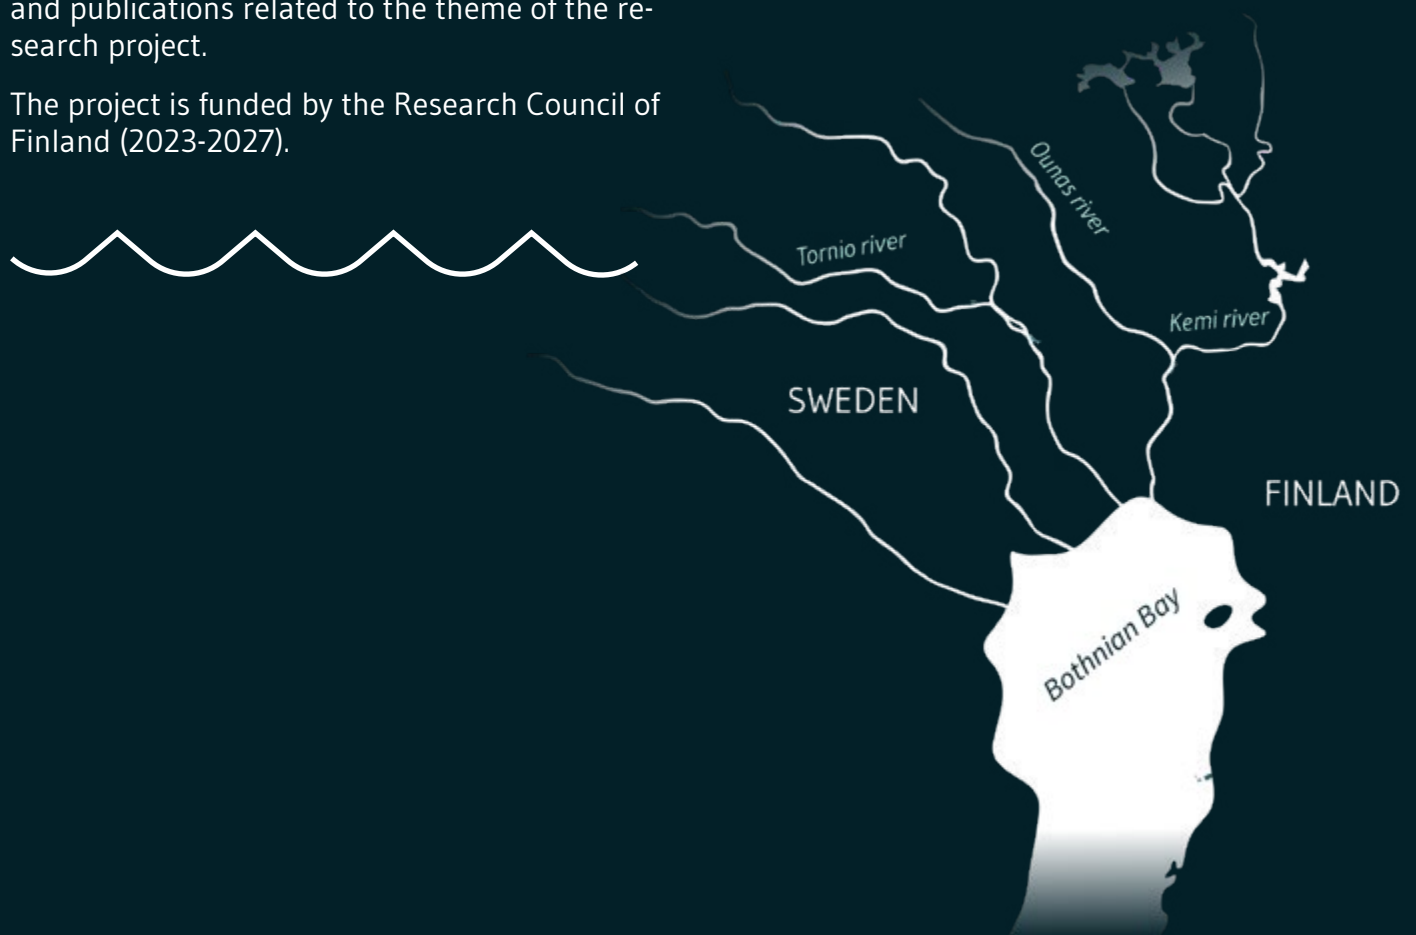 and publications related to the theme of the re-
search project.
The project is funded by the Research Council of
Finland (2023-2027).
Ounas river
Tornio river
Kemi river
SWEDEN
FINLAND
Bothnian Bay